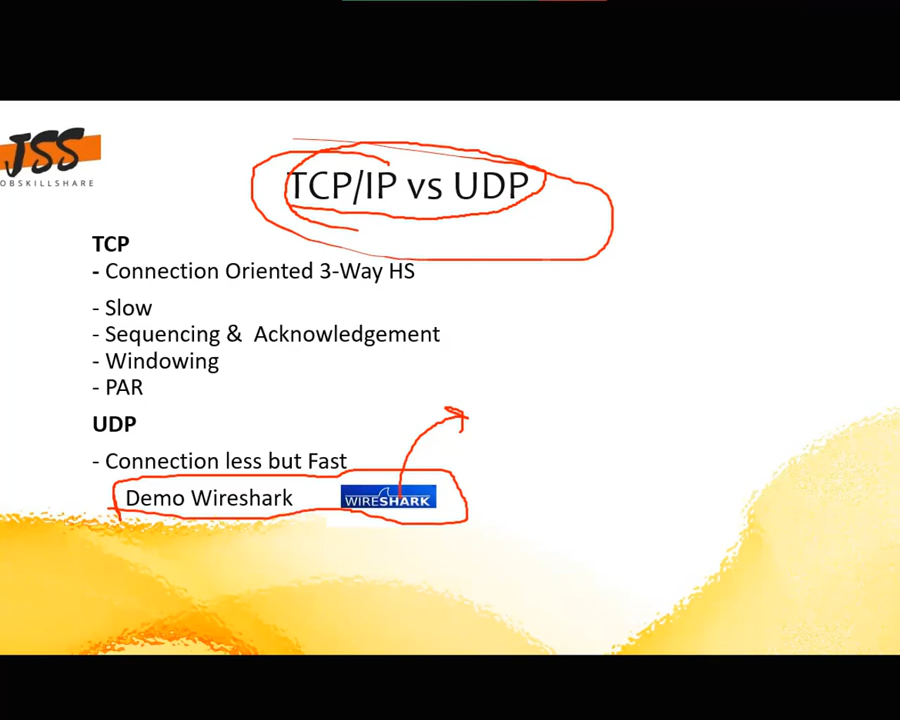 JSS
OBSKILLSHARE
TCP/IP vs UDP
TCP
- Connection Oriented 3-Way HS
- Slow
- Sequencing & Acknowledgement
- Windowing
- PAR
UDP
- Connection less but Fast
Demo Wireshark WIRESHARK